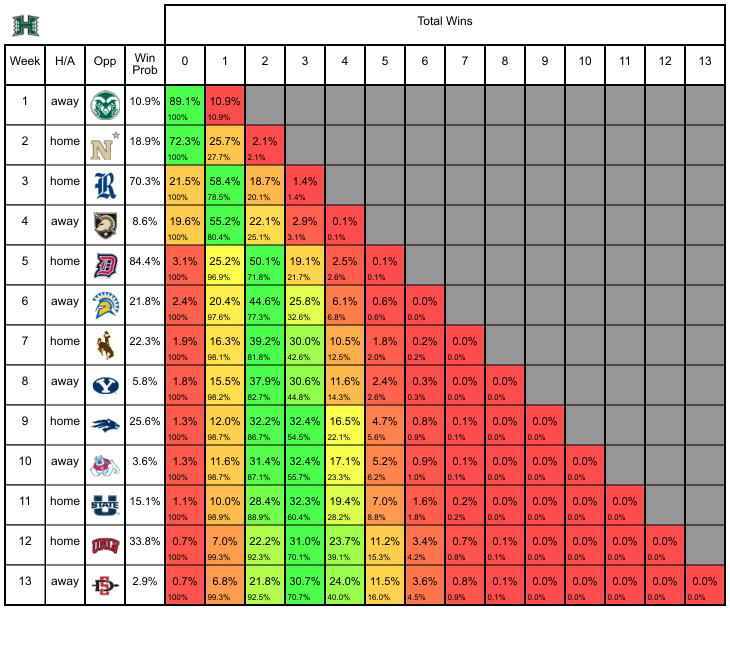 H
Total Wins
Week H/A Opp Win Prob 0 1 2 3 4 5 6 7 8 9 10 11 12 13
1 away 10.9% 89.1% 10.9%
100% 10.9%
2 home N 18.9% 72.3% 25.7% 2.1%
100% 27.7% 2.1%
3 home R 70.3% 21.5% 58.4% 18.7% 1.4%
100% 78.5% 20.1% 1.4%
4 away 8.6% 19.6% 55.2% 22.1% 2.9% 0.1%
100% 80.4% 25.1% 3.1% 0.1%
5 home D 84.4% 3.1% 25.2% 50.1% 19.1% 2.5% 0.1%
100% 96.9% 71.8% 21.7% 2.6% 0.1%
6 away 21.8% 2.4% 20.4% 44.6% 25.8% 6.1% 0.6% 0.0%
100% 97.6% 77.3% 32.6% 6.8% 0.6% 0.0%
7 home 22.3% 1.9% 16.3% 39.2% 30.0% 10.5% 1.8% 0.2% 0.0%
100% 98.1% 81.8% 42.6% 12.5% 2.0% 0.2% 0.0%
8 away BYU 5.8% 1.8% 15.5% 37.9% 30.6% 11.6% 2.4% 0.3% 0.0% 0.0%
100% 98.2% 82.7% 44.8% 14.3% 2.6% 0.3% 0.0% 0.0%
9 home 25.6% 1.3% 12.0% 32.2% 32.4% 16.5% 4.7% 0.8% 0.1% 0.0% 0.0%
100% 98.7% 86.7% 54.5% 22.1% 5.6% 0.9% 0.1% 0.0% 0.0%
10 away 3.6% 1.3% 11.6% 31.4% 32.4% 17.1% 5.2% 0.9% 0.1% 0.0% 0.0% 0.0%
100% 98.7% 87.1% 55.7% 23.3% 6.2% 1.0% 0.1% 0.0% 0.0% 0.0%
11 home U STATE 15.1% 1.1% 10.0% 28.4% 32.3% 19.4% 7.0% 1.6% 0.2% 0.0% 0.0% 0.0% 0.0%
100% 98.9% 88.9% 60.4% 28.2% 8.8% 1.8% 0.2% 0.0% 0.0% 0.0% 0.0%
12 home UNLV 33.8% 0.7% 7.0% 22.2% 31.0% 23.7% 11.2% 3.4% 0.7% 0.1% 0.0% 0.0% 0.0% 0.0%
100% 99.3% 92.3% 70.1% 39.1% 15.3% 4.2% 0.8% 0.1% 0.0% 0.0% 0.0% 0.0%
13 away SD 2.9% 0.7% 6.8% 21.8% 30.7% 24.0% 11.5% 3.6% 0.8% 0.1% 0.0% 0.0% 0.0% 0.0% 0.0%
100% 99.3% 92.5% 70.7% 40.0% 16.0% 4.5% 0.9% 0.1% 0.0% 0.0% 0.0% 0.0% 0.0%